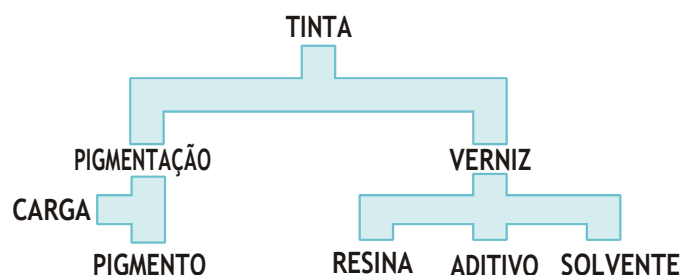 TINTA
PIGMENTAÇÃO VERNIZ
CARGA
PIGMENTO RESINA ADITIVO SOLVENTE